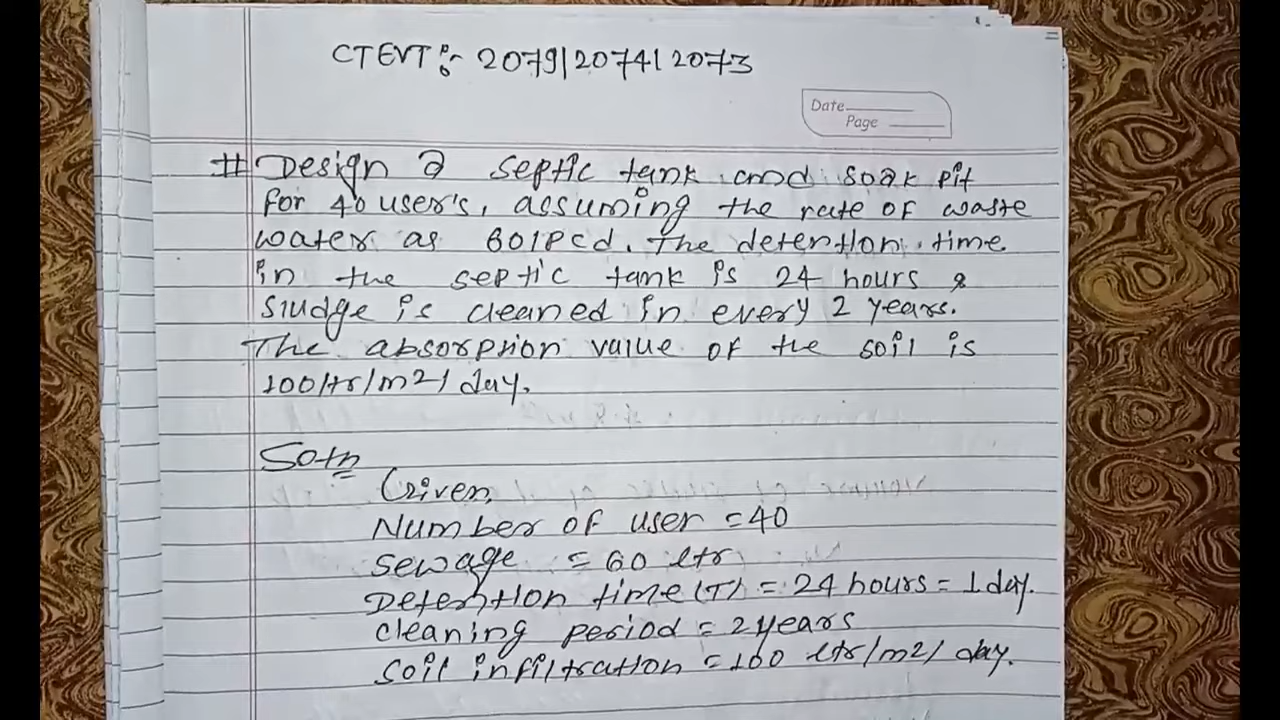 CTEVT:- 2079|2074|2073
Date
Page
# Design a septic tank and soak pit
for 40 user's, assuming the rate of waste
water as 60lpcd. The detention time
in the septic tank is 24 hours &
sludge is cleaned in every 2 years.
The absorption value of the soil is
100ltr/m2/day.
Soln
Given,
Number of user = 40
sewage = 60 ltr
Detention time (T) = 24 hours = 1 day.
cleaning period = 2 years
soil infiltration = 100 ltr/m2/day.